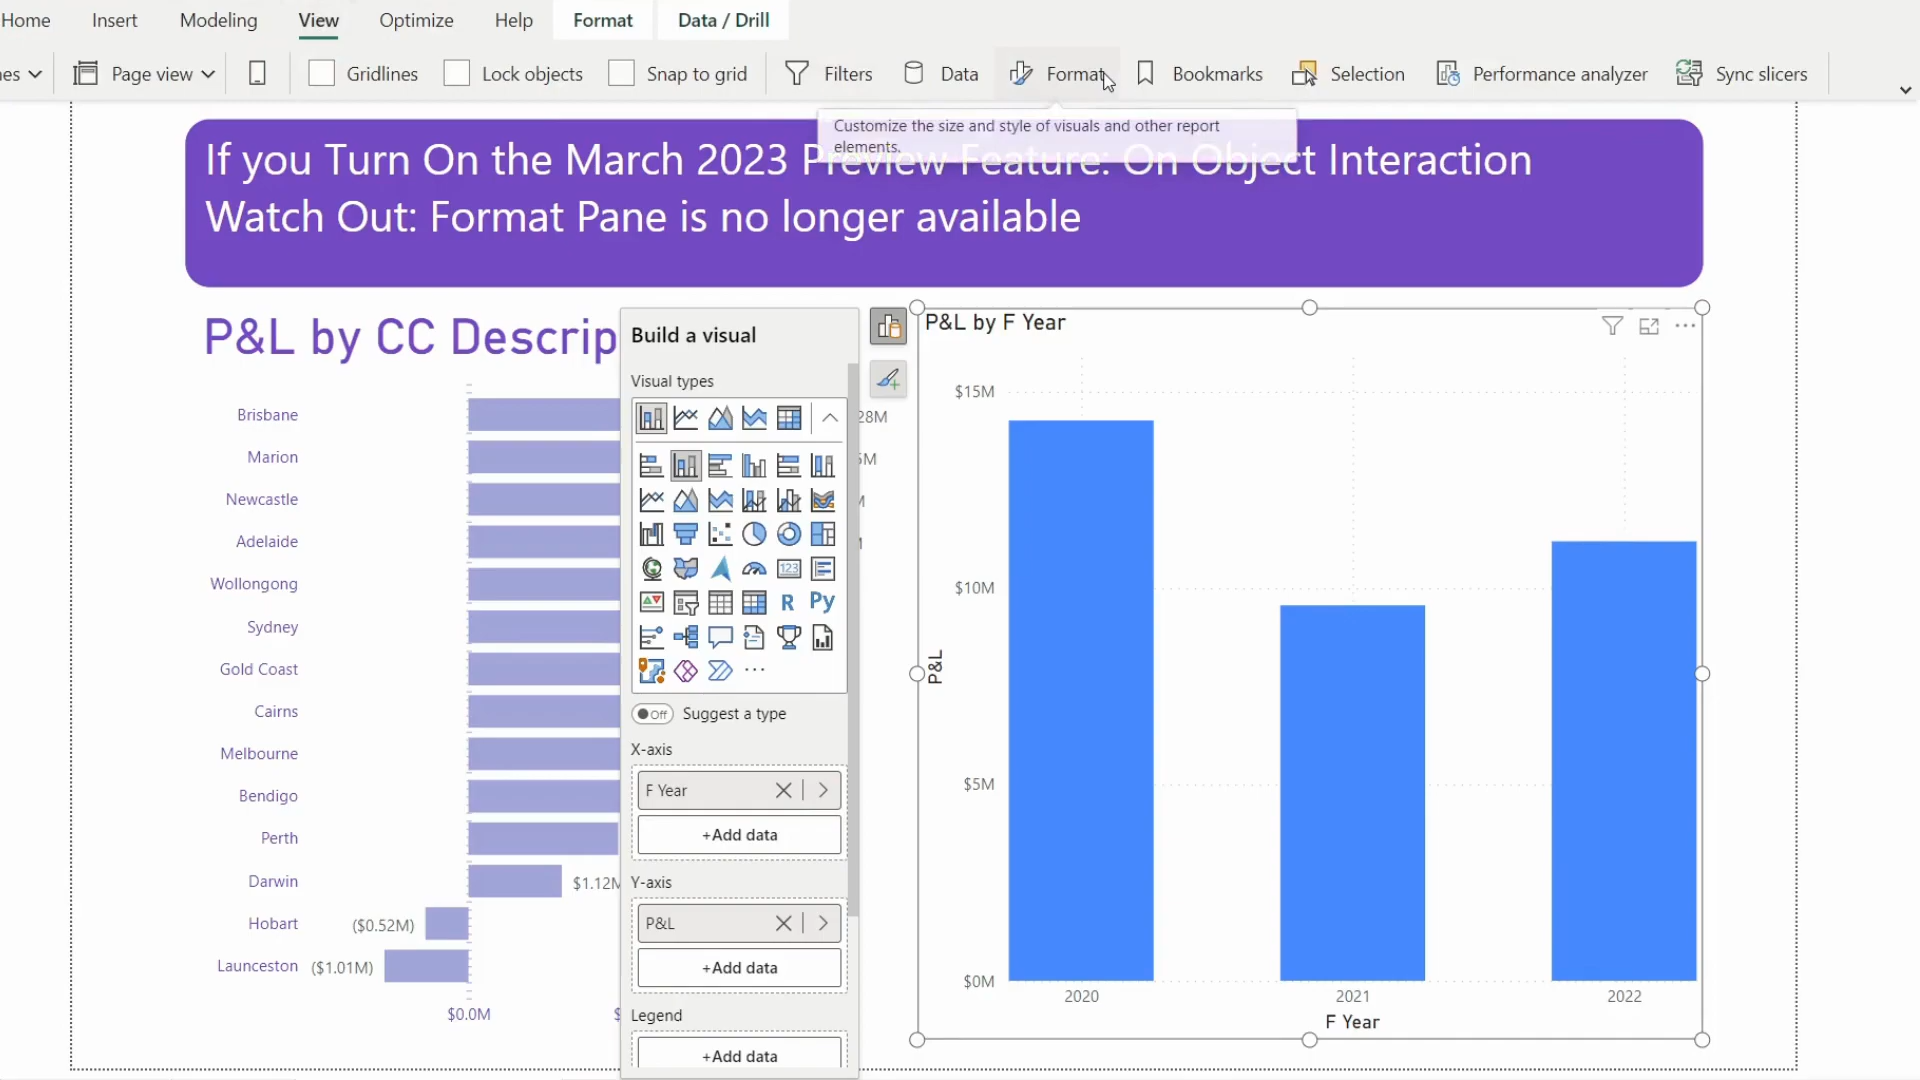 Home Insert Modeling View Optimize Help Format Data / Drill
Page view Gridlines Lock objects Snap to grid Filters Data Format Bookmarks Selection Performance analyzer Sync slicers
Customize the size and style of visuals and other report
elements.
If you Turn On the March 2023 Preview Feature: On Object Interaction
Watch Out: Format Pane is no longer available
P&L by CC Descrip
Brisbane
Marion
Newcastle
Adelaide
Wollongong
Sydney
Gold Coast
Cairns
Melbourne
Bendigo
Perth
Darwin $1.12M
Hobart ($0.52M)
Launceston ($1.01M)
$0.0M
Build a visual
Visual types
123
R Py
Off Suggest a type
X-axis
F Year
+Add data
Y-axis
P&L
+Add data
Legend
+Add data
P&L by F Year
$15M
$10M
$5M
$0M
P&L
2020 2021 2022
F Year